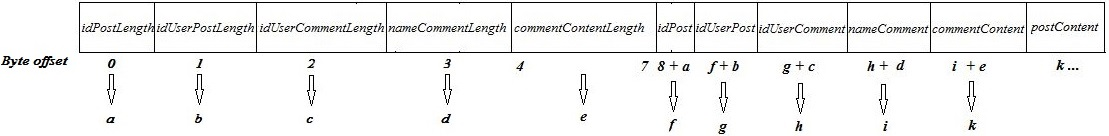 idPostLength idUserPostLength idUserCommentLength nameCommentLength commentContentLength idPost idUserPost idUserComment nameComment commentContent postContent
Byte offset 0 1 2 3 4 7 8 + a f + b g + c h + d i + e k ...
a b c d e f g h i k